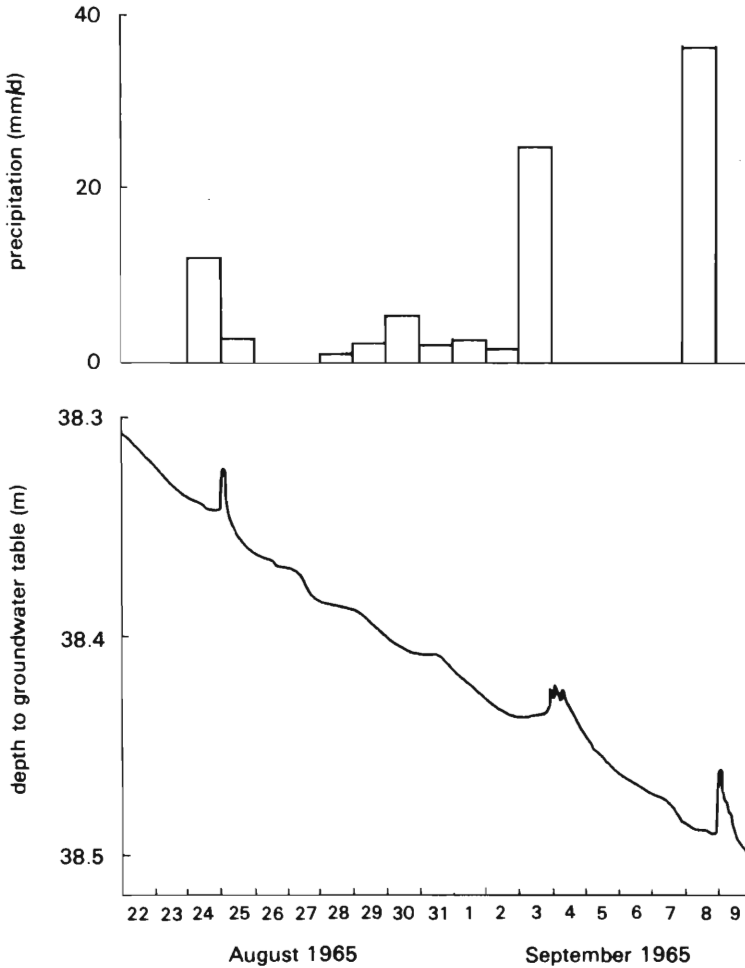 precipitation (mm/d)
40
20
0
depth to groundwater table (m)
38.3
38.4
38.5
22 23 24 25 26 27 28 29 30 31 1 2 3 4 5 6 7 8 9
August 1965 September 1965